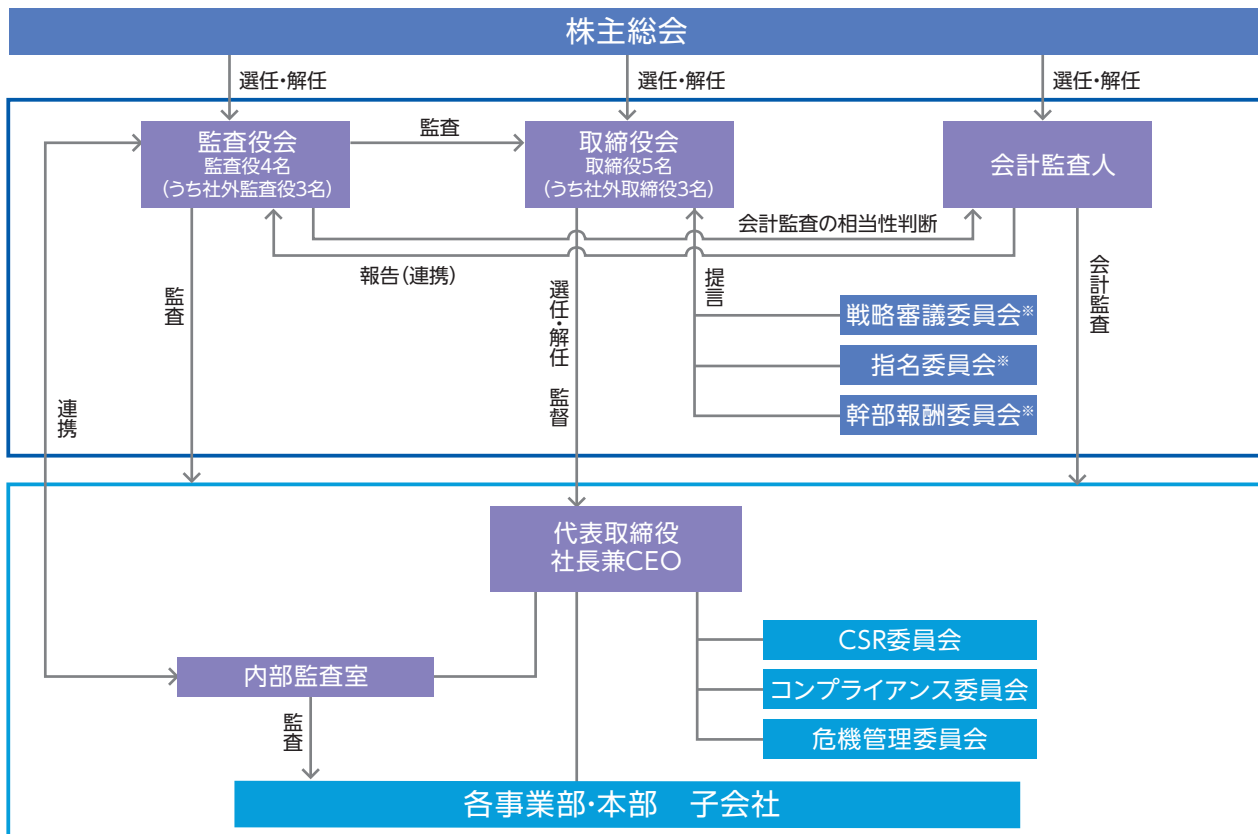 株主総会
選任・解任
選任・解任
選任・解任
監査役会
監査役4名
(うち社外監査役3名)
監査
取締役会
取締役5名
(うち社外取締役3名)
会計監査人
会計監査の相当性判断
報告(連携)
監査
選任・解任 監督
提言
会計監査
戦略審議委員会※
指名委員会※
幹部報酬委員会※
連携
代表取締役
社長兼CEO
CSR委員会
コンプライアンス委員会
危機管理委員会
内部監査室
監査
各事業部・本部 子会社